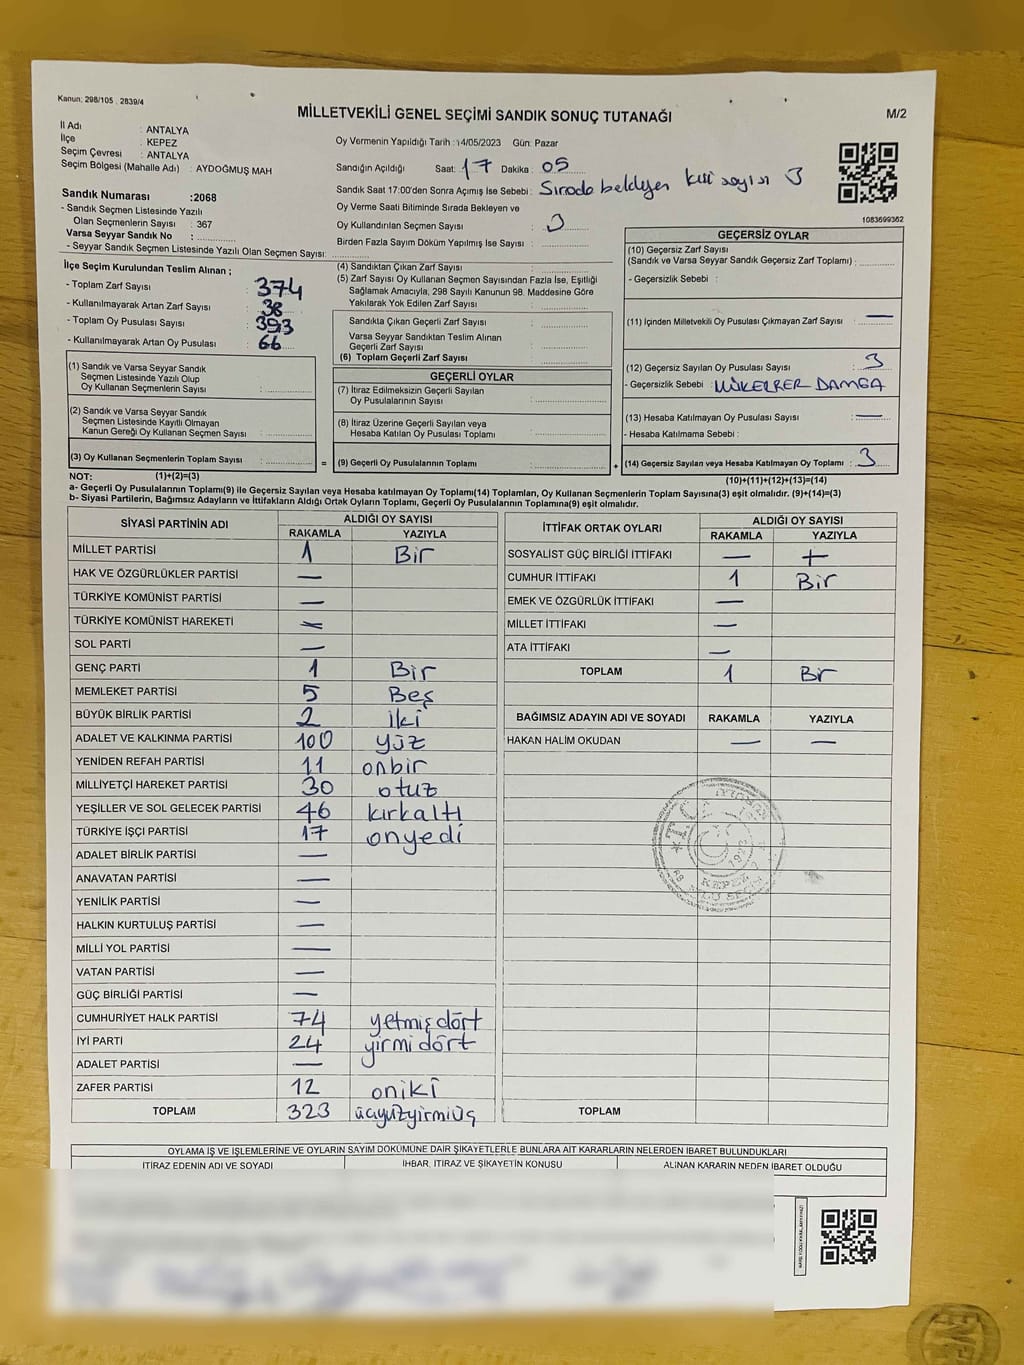 Kanun: 298/105 , 2839/4
MİLLETVEKİLİ GENEL SEÇİMİ SANDIK SONUÇ TUTANAĞI
M/2
İl Adı : ANTALYA
İlçe : KEPEZ
Seçim Çevresi : ANTALYA
Seçim Bölgesi (Mahalle Adı) : AYDOĞMUŞ MAH
Sandık Numarası :2068
- Sandık Seçmen Listesinde Yazılı
Olan Seçmenlerin Sayısı : 367
Varsa Seyyar Sandık No :
- Seyyar Sandık Seçmen Listesinde Yazılı Olan Seçmen Sayısı:
Oy Vermenin Yapıldığı Tarih :14/05/2023 Gün: Pazar
Sandığın Açıldığı Saat: 17 Dakika : 05
Sandık Saat 17:00'den Sonra Açımış İse Sebebi : Sırada bekleyen kişi sayısı 3
Oy Verme Saati Bitiminde Sırada Bekleyen ve
Oy Kullandırılan Seçmen Sayısı : 3
Birden Fazla Sayım Döküm Yapılmış İse Sayısı :
1083699362
İlçe Seçim Kurulundan Teslim Alınan ;
- Toplam Zarf Sayısı : 374
- Kullanılmayarak Artan Zarf Sayısı : 38
- Toplam Oy Pusulası Sayısı : 393
- Kullanılmayarak Artan Oy Pusulası : 66
(1) Sandık ve Varsa Seyyar Sandık
Seçmen Listesinde Yazılı Olup
Oy Kullanan Seçmenlerin Sayısı :
(2) Sandık ve Varsa Seyyar Sandık
Seçmen Listesinde Kayıtlı Olmayan
Kanun Gereği Oy Kullanan Seçmen Sayısı :
(3) Oy Kullanan Seçmenlerin Toplam Sayısı : =
(4) Sandıktan Çıkan Zarf Sayısı :
(5) Zarf Sayısı Oy Kullanan Seçmen Sayısından Fazla İse, Eşitliği
Sağlamak Amacıyla, 298 Sayılı Kanunun 98. Maddesine Göre
Yakılarak Yok Edilen Zarf Sayısı :
Sandıkta Çıkan Geçerli Zarf Sayısı :
Varsa Seyyar Sandıktan Teslim Alınan
Geçerli Zarf Sayısı :
(6) Toplam Geçerli Zarf Sayısı :
GEÇERLİ OYLAR
(7) İtiraz Edilmeksizin Geçerli Sayılan
Oy Pusulalarının Sayısı :
(8) İtiraz Üzerine Geçerli Sayılan veya
Hesaba Katılan Oy Pusulası Toplamı :
(9) Geçerli Oy Pusulalarının Toplamı : +
GEÇERSİZ OYLAR
(10) Geçersiz Zarf Sayısı
(Sandık ve Varsa Seyyar Sandık Geçersiz Zarf Toplamı) :
- Geçersizlik Sebebi :
(11) İçinden Milletvekili Oy Pusulası Çıkmayan Zarf Sayısı : —
(12) Geçersiz Sayılan Oy Pusulası Sayısı : 3
- Geçersizlik Sebebi : MÜKERRER DAMGA
(13) Hesaba Katılmayan Oy Pusulası Sayısı : —
- Hesaba Katılmama Sebebi :
(14) Geçersiz Sayılan veya Hesaba Katılmayan Oy Toplamı : 3
NOT: (1)+(2)=(3) (10)+(11)+(12)+(13)=(14)
a- Geçerli Oy Pusulalarının Toplamı(9) ile Geçersiz Sayılan veya Hesaba katılmayan Oy Toplamı(14) Toplamları, Oy Kullanan Seçmenlerin Toplam Sayısına(3) eşit olmalıdır. (9)+(14)=(3)
b- Siyasi Partilerin, Bağımsız Adayların ve İttifakların Aldığı Ortak Oyların Toplamı, Geçerli Oy Pusulalarının Toplamına(9) eşit olmalıdır.
SİYASİ PARTİNİN ADI ALDIĞI OY SAYISI
RAKAMLA YAZIYLA
MİLLET PARTİSİ 1 Bir
HAK VE ÖZGÜRLÜKLER PARTİSİ —
TÜRKİYE KOMÜNİST PARTİSİ —
TÜRKİYE KOMÜNİST HAREKETİ —
SOL PARTİ —
GENÇ PARTİ 1 Bir
MEMLEKET PARTİSİ 5 Beş
BÜYÜK BİRLİK PARTİSİ 2 iki
ADALET VE KALKINMA PARTİSİ 100 yüz
YENİDEN REFAH PARTİSİ 11 onbir
MİLLİYETÇİ HAREKET PARTİSİ 30 otuz
YEŞİLLER VE SOL GELECEK PARTİSİ 46 kırkaltı
TÜRKİYE İŞÇİ PARTİSİ 17 onyedi
ADALET BİRLİK PARTİSİ —
ANAVATAN PARTİSİ —
YENİLİK PARTİSİ —
HALKIN KURTULUŞ PARTİSİ —
MİLLİ YOL PARTİSİ —
VATAN PARTİSİ —
GÜÇ BİRLİĞİ PARTİSİ —
CUMHURİYET HALK PARTİSİ 74 yetmişdört
İYİ PARTİ 24 yirmidört
ADALET PARTİSİ —
ZAFER PARTİSİ 12 oniki
TOPLAM 323 üçyüzyirmiüç
İTTİFAK ORTAK OYLARI ALDIĞI OY SAYISI
RAKAMLA YAZIYLA
SOSYALİST GÜÇ BİRLİĞİ İTTİFAKI — +
CUMHUR İTTİFAKI 1 Bir
EMEK VE ÖZGÜRLÜK İTTİFAKI —
MİLLET İTTİFAKI —
ATA İTTİFAKI —
TOPLAM 1 Bir
BAĞIMSIZ ADAYIN ADI VE SOYADI RAKAMLA YAZIYLA
HAKAN HALİM OKUDAN — —
T.C.
1923
KEPEZ
TOPLAM
OYLAMA İŞ VE İŞLEMLERİNE VE OYLARIN SAYIM DÖKÜMÜNE DAİR ŞİKAYETLERLE BUNLARA AİT KARARLARIN NELERDEN İBARET BULUNDUKLARI
İTİRAZ EDENİN ADI VE SOYADI İHBAR, İTİRAZ VE ŞİKAYETİN KONUSU ALINAN KARARIN NEDEN İBARET OLDUĞU